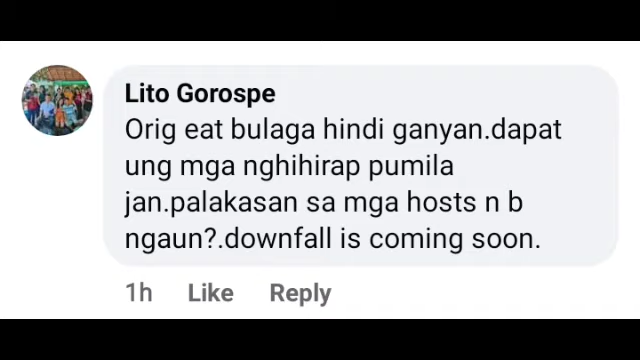 Lito Gorospe
Orig eat bulaga hindi ganyan.dapat
ung mga nghihirap pumila
jan.palakasan sa mga hosts n b
ngaun?.downfall is coming soon.
1h Like Reply